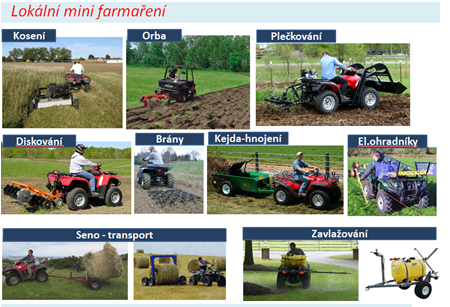 Lokální mini farmaření
Kosení
Orba
Plečkování
Diskování
Brány
Kejda-hnojení
El.ohradníky
Seno - transport
Zavlažování